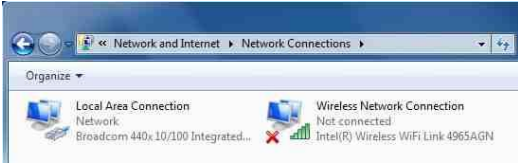 « Network and Internet ▸ Network Connections ▸
Organize ▾
Local Area Connection
Network
Broadcom 440x 10/100 Integrated...
Wireless Network Connection
Not connected
Intel(R) Wireless WiFi Link 4965AGN